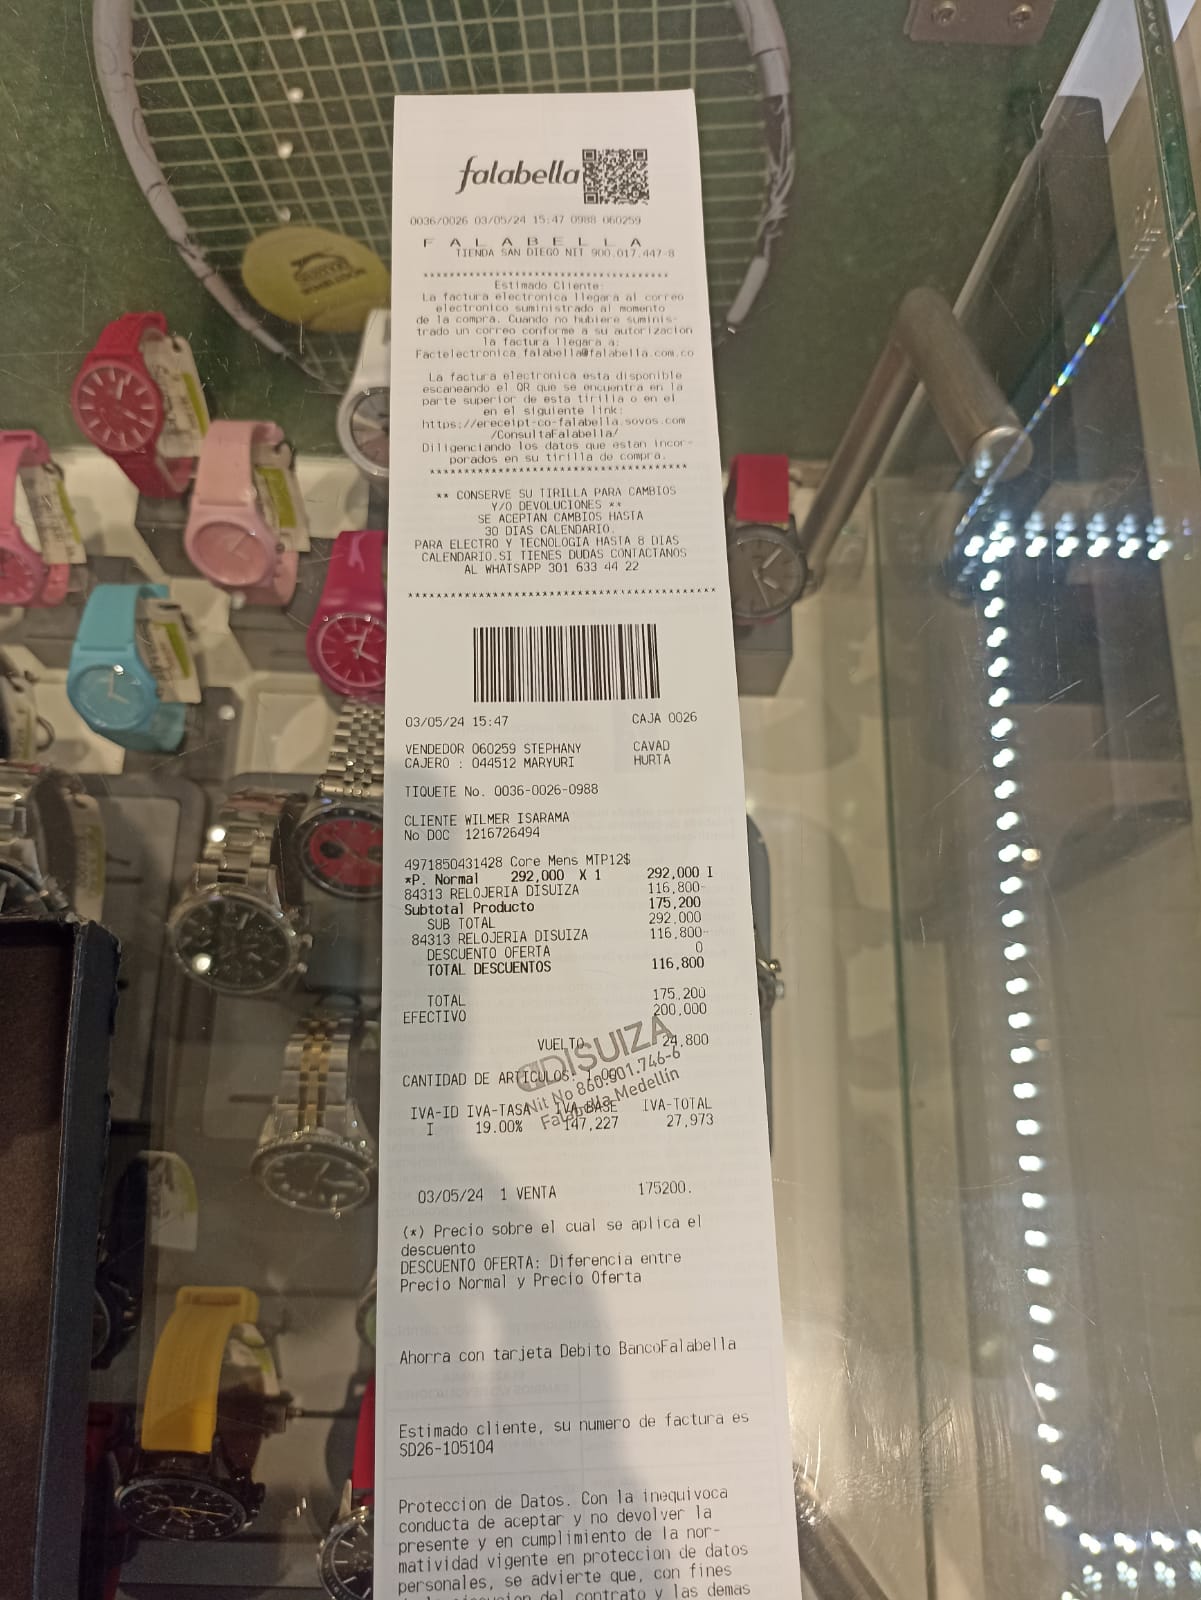 falabella
0036/0026 03/05/24 15:47 0988 060259
F A L A B E L L A
TIENDA SAN DIEGO NIT 900.017.447-8
Estimado Cliente:
La factura electronica llegara al correo
electronico suministrado al momento
de la compra. Cuando no hubiere suminis-
trado un correo conforme a su autorizacion
la factura llegara a:
Factelectronica.falabella@falabella.com.co
La factura electronica esta disponible
escaneando el QR que se encuentra en la
parte superior de esta tirilla o en el
en el siguiente link:
https://ereceipt-co-falabella.sovos.com
/ConsultaFalabella/
Diligenciando los datos que estan incor-
porados en su tirilla de compra.
** CONSERVE SU TIRILLA PARA CAMBIOS
Y/O DEVOLUCIONES **
SE ACEPTAN CAMBIOS HASTA
30 DIAS CALENDARIO.
PARA ELECTRO Y TECNOLOGIA HASTA 8 DIAS
CALENDARIO.SI TIENES DUDAS CONTACTANOS
AL WHATSAPP 301 633 44 22
03/05/24 15:47 CAJA 0026
VENDEDOR 060259 STEPHANY CAVAD
CAJERO : 044512 MARYURI HURTA
TIQUETE No. 0036-0026-0988
CLIENTE WILMER ISARAMA
No DOC 1216726494
4971850431428 Core Mens MTP12$
*P. Normal 292,000 X 1 292,000 I
84313 RELOJERIA DISUIZA 116,800-
Subtotal Producto 175,200
SUB TOTAL 292,000
84313 RELOJERIA DISUIZA 116,800-
DESCUENTO OFERTA 0
TOTAL DESCUENTOS 116,800
TOTAL 175,200
EFECTIVO 200,000
VUELTO 24,800
DISUIZA
Nit No 860.901.746-6
Falabella Medellín
CANTIDAD DE ARTICULOS:
IVA-ID IVA-TASA IVA-BASE IVA-TOTAL
I 19.00% 147,227 27,973
03/05/24 1 VENTA 175200.
(*) Precio sobre el cual se aplica el
descuento
DESCUENTO OFERTA: Diferencia entre
Precio Normal y Precio Oferta
Ahorra con tarjeta Debito BancoFalabella
Estimado cliente, su numero de factura es
SD26-105104
Proteccion de Datos. Con la inequivoca
conducta de aceptar y no devolver la
presente y en cumplimiento de la nor-
matividad vigente en proteccion de datos
personales, se advierte que, con fines
del contrato y las demas